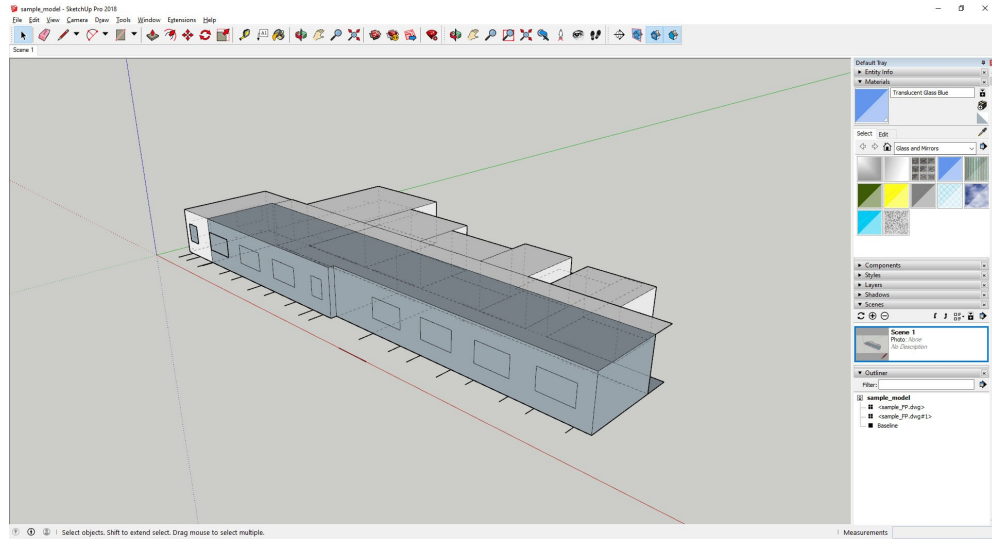 sample_model - SketchUp Pro 2018
File Edit View Camera Draw Tools Window Extensions Help
Scene 1
Default Tray
Entity Info
Materials
Translucent Glass Blue
Select Edit
Glass and Mirrors
Components
Styles
Layers
Shadows
Scenes
Scene 1
Photo: None
No Description
Outliner
Filter:
sample_model
<sample_FP.dwg>
<sample_FP.dwg#1>
Baseline
Select objects. Shift to extend select. Drag mouse to select multiple.
Measurements